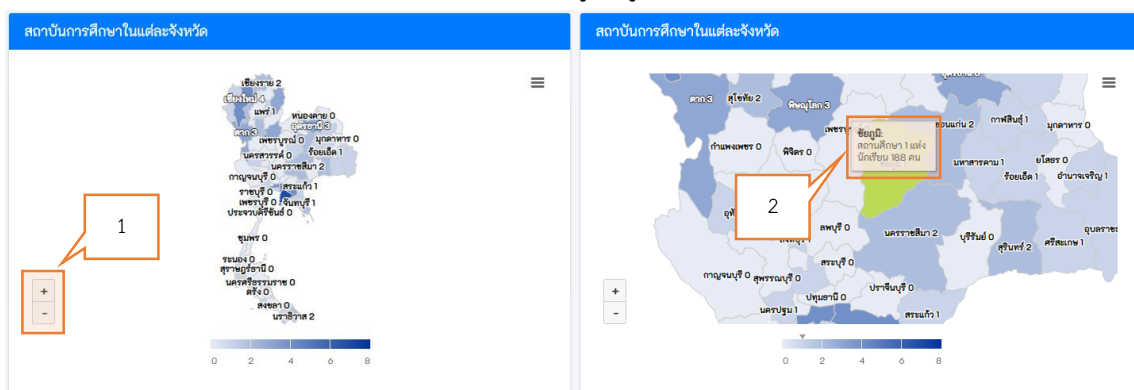 สถาบันการศึกษาในแต่ละจังหวัด
เชียงราย 2
เชียงใหม่ 4
แพร่ 1
หนองคาย 0
อุดรธานี 3
ตาก 3
เพชรบูรณ์ 0
มุกดาหาร 0
นครสวรรค์ 0
ร้อยเอ็ด 1
นครราชสีมา 2
กาญจนบุรี 0
ราชบุรี 0
สระแก้ว 1
เพชรบุรี 0
จันทบุรี 1
ประจวบคีรีขันธ์ 0
ชุมพร 0
ระนอง 0
สุราษฎร์ธานี 0
นครศรีธรรมราช 0
ตรัง 0
สงขลา 0
นราธิวาส 2
1
+
-
0 2 4 6 8
สถาบันการศึกษาในแต่ละจังหวัด
ตาก 3
สุโขทัย 2
พิษณุโลก 3
กาฬสินธุ์ 1
มุกดาหาร 0
กำแพงเพชร 0
พิจิตร 0
ชัยภูมิ:
สถานศึกษา 1 แห่ง
นักเรียน 188 คน
มหาสารคาม 1
ยโสธร 0
ร้อยเอ็ด 1
อำนาจเจริญ 1
2
ลพบุรี 0
นครราชสีมา 2
บุรีรัมย์ 0
สุรินทร์ 2
ศรีสะเกษ 1
สระบุรี 0
กาญจนบุรี 0
สุพรรณบุรี 0
ปราจีนบุรี 0
ปทุมธานี 0
นครปฐม 1
สระแก้ว 1
+
-
0 2 4 6 8